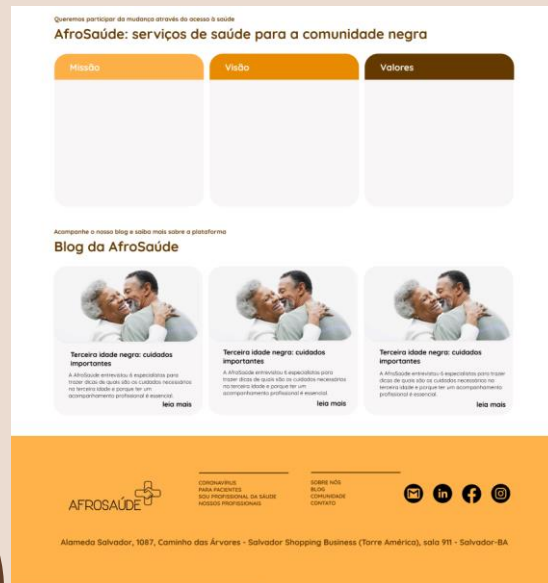 Queremos participar da mudança através do acesso à saúde
AfroSaúde: serviços de saúde para a comunidade negra
Missão
Visão
Valores
Acompanhe o nosso blog e saiba mais sobre a plataforma
Blog da AfroSaúde
Terceira idade negra: cuidados
importantes
A AfroSaúde entrevistou 6 especialistas para
trazer dicas de quais são os cuidados necessários
na terceira idade e porque ter um
acompanhamento profissional é essencial.
leia mais
Terceira idade negra: cuidados
importantes
A AfroSaúde entrevistou 6 especialistas para
trazer dicas de quais são os cuidados necessários
na terceira idade e porque ter um
acompanhamento profissional é essencial.
leia mais
Terceira idade negra: cuidados
importantes
A AfroSaúde entrevistou 6 especialistas para trazer
dicas de quais são os cuidados necessários na
terceira idade e porque ter um acompanhamento
profissional é essencial.
leia mais
AFROSAÚDE
CORONAVÍRUS
PARA PACIENTES
SOU PROFISSIONAL DA SAÚDE
NOSSOS PROFISSIONAIS
SOBRE NÓS
BLOG
COMUNIDADE
CONTATO
in
Alameda Salvador, 1087, Caminho das Árvores - Salvador Shopping Business (Torre América), sala 911 - Salvador-BA